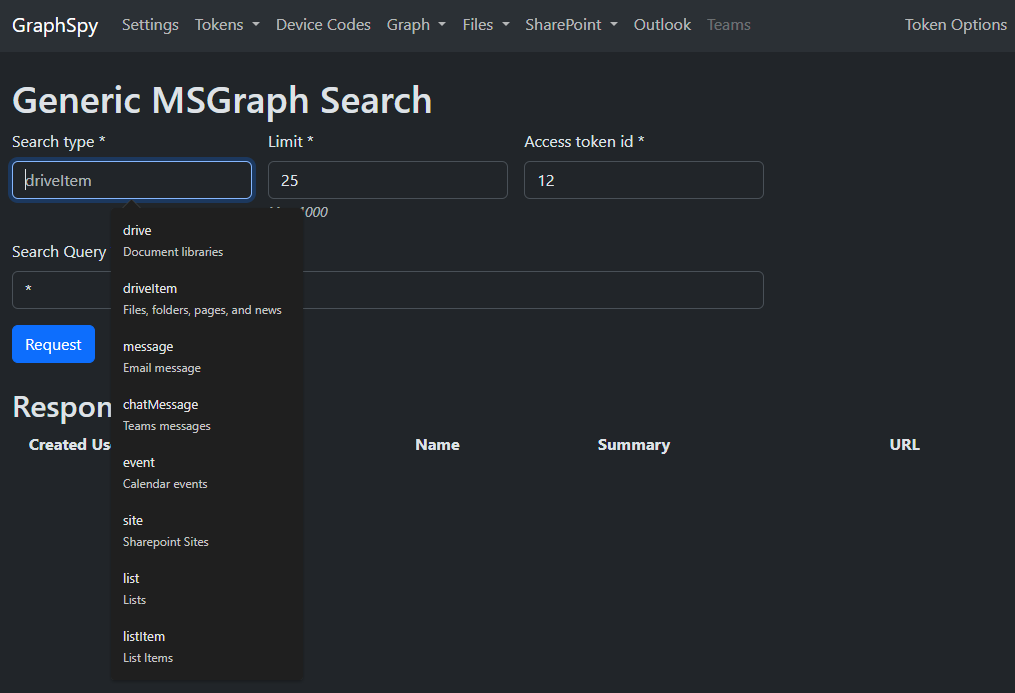 GraphSpy Settings Tokens Device Codes Graph Files SharePoint Outlook Teams Token Options
Generic MSGraph Search
Search type * Limit * Access token id *
driveItem 25 12
1000
drive
Search Query
Document libraries
driveItem
*
Files, folders, pages, and news
Request
message
Email message
chatMessage
Respon
Teams messages
Created Us Name Summary URL
event
Calendar events
site
Sharepoint Sites
list
Lists
listItem
List Items